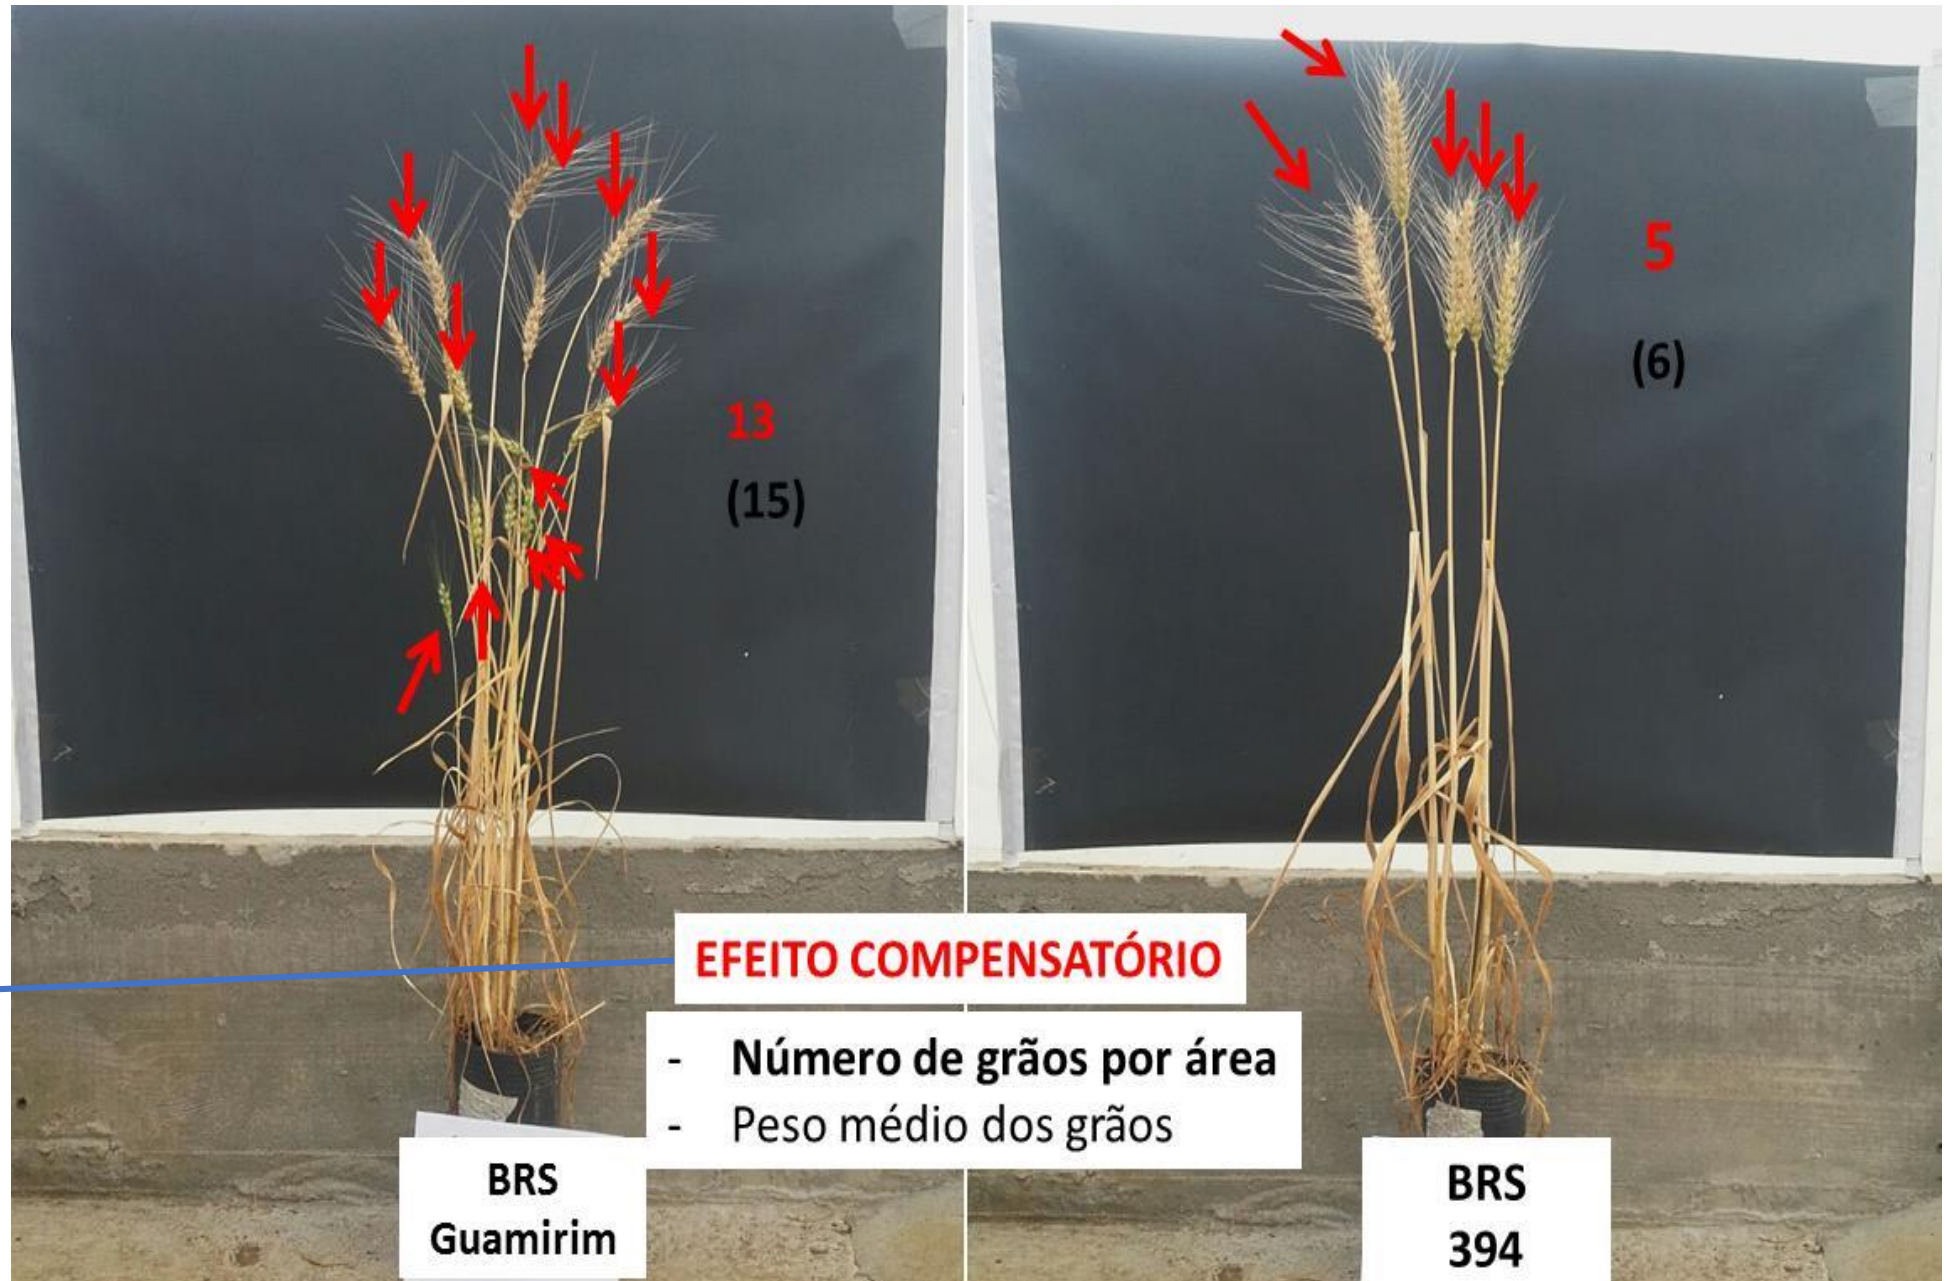 13
(15)
5
(6)
EFEITO COMPENSATÓRIO
- Número de grãos por área
- Peso médio dos grãos
BRS
Guamirim
BRS
394